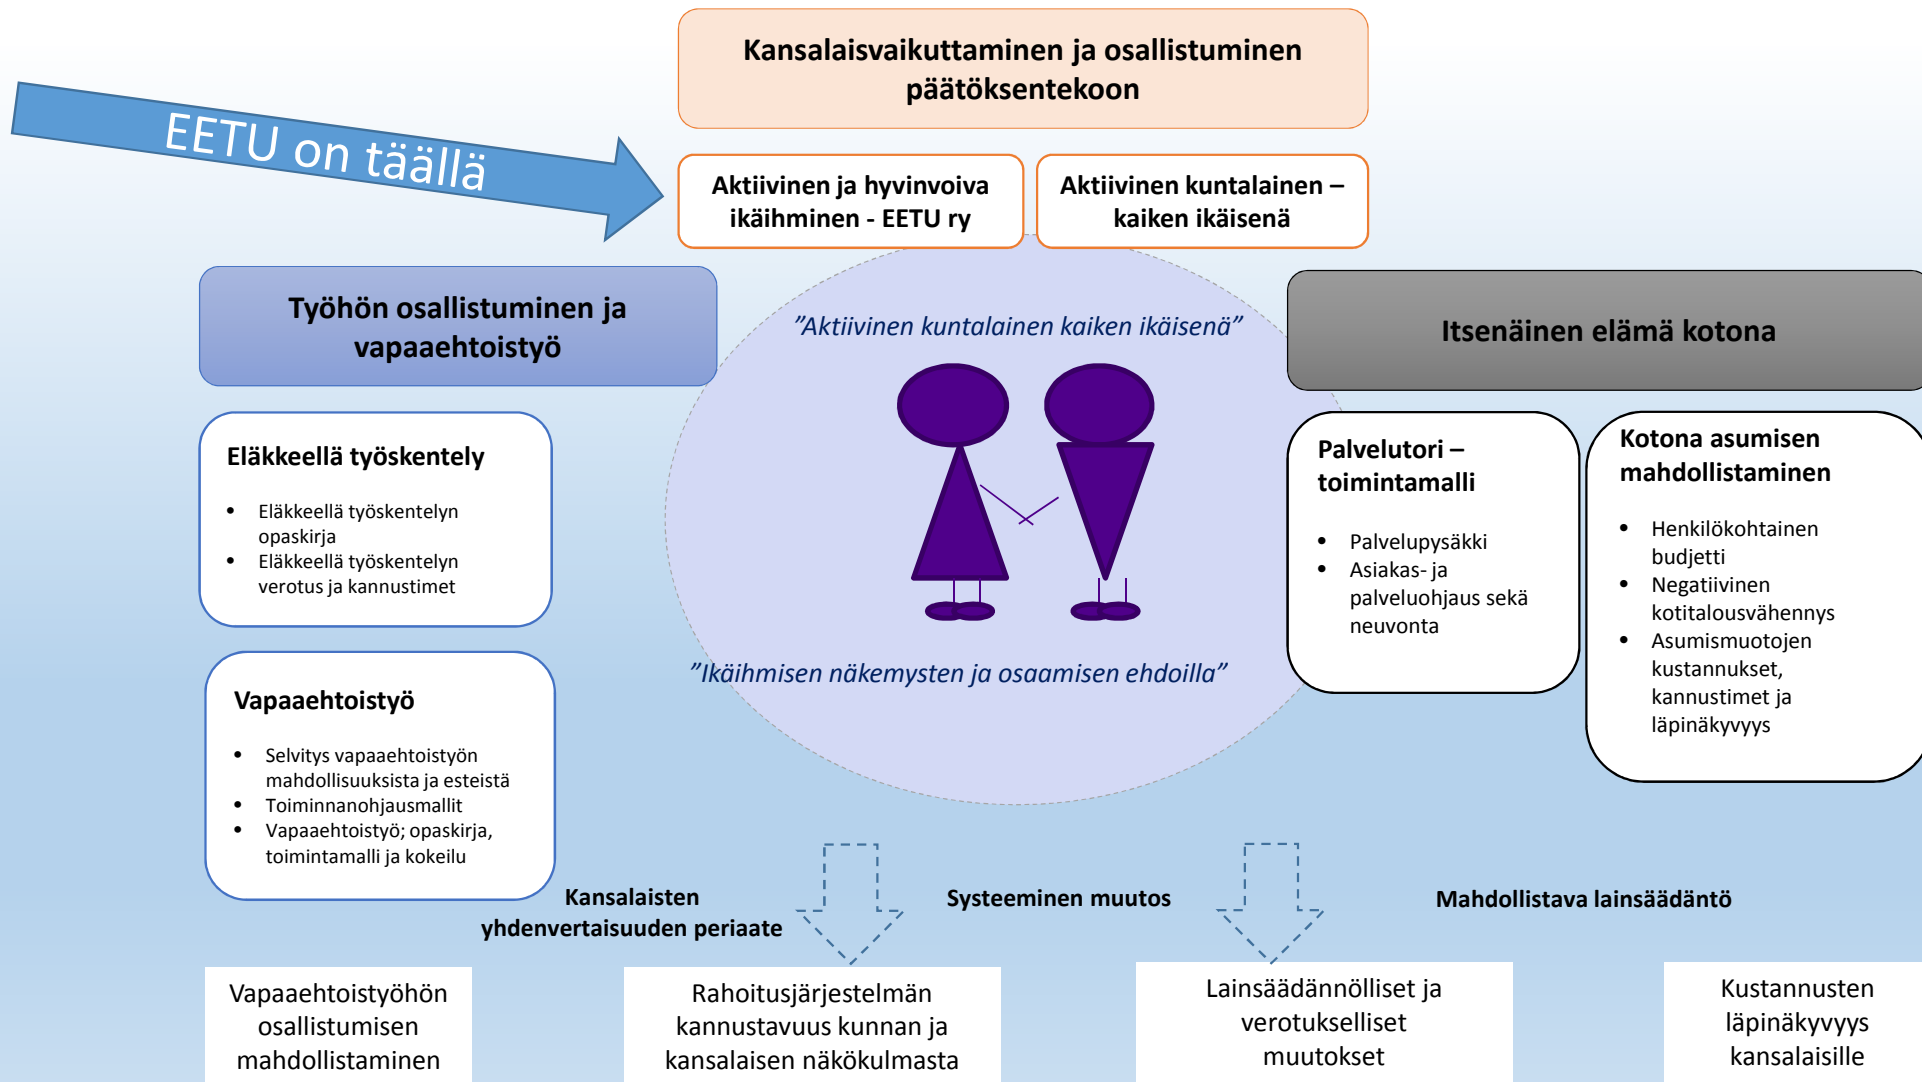 Kansalaisvaikuttaminen ja osallistuminen
päätöksentekoon
EETU on täällä
Aktiivinen ja hyvinvoiva
ikäihminen - EETU ry
Aktiivinen kuntalainen –
kaiken ikäisenä
Työhön osallistuminen ja
vapaaehtoistyö
”Aktiivinen kuntalainen kaiken ikäisenä”
Itsenäinen elämä kotona
Eläkkeellä työskentely
• Eläkkeellä työskentelyn
opaskirja
• Eläkkeellä työskentelyn
verotus ja kannustimet
Palvelutori –
toimintamalli
• Palvelupysäkki
• Asiakas- ja
palveluohjaus sekä
neuvonta
Kotona asumisen
mahdollistaminen
• Henkilökohtainen
budjetti
• Negatiivinen
kotitalousvähennys
• Asumismuotojen
kustannukset,
kannustimet ja
läpinäkyvyys
”Ikäihmisen näkemysten ja osaamisen ehdoilla”
Vapaaehtoistyö
• Selvitys vapaaehtoistyön
mahdollisuuksista ja esteistä
• Toiminnanohjausmallit
• Vapaaehtoistyö; opaskirja,
toimintamalli ja kokeilu
Kansalaisten
yhdenvertaisuuden periaate
Systeeminen muutos
Mahdollistava lainsäädäntö
Vapaaehtoistyöhön
osallistumisen
mahdollistaminen
Rahoitusjärjestelmän
kannustavuus kunnan ja
kansalaisen näkökulmasta
Lainsäädännölliset ja
verotukselliset
muutokset
Kustannusten
läpinäkyvyys
kansalaisille